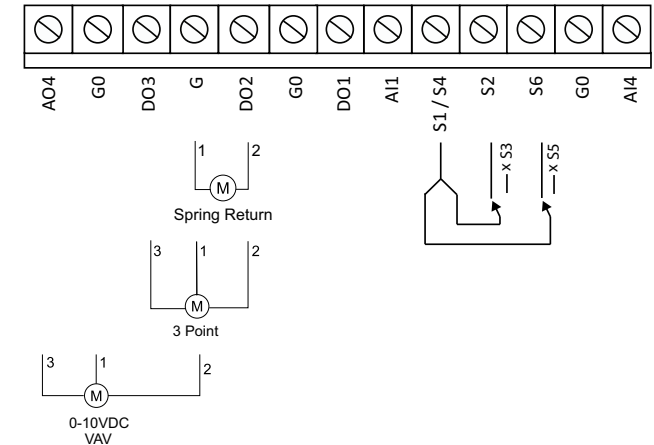 AO4 G0 DO3 G DO2 G0 DO1 AI1 S1 / S4 S2 S6 G0 AI4
x S3
x S5
1 2
M
Spring Return
3 1 2
M
3 Point
3 1 2
M
0-10VDC
VAV